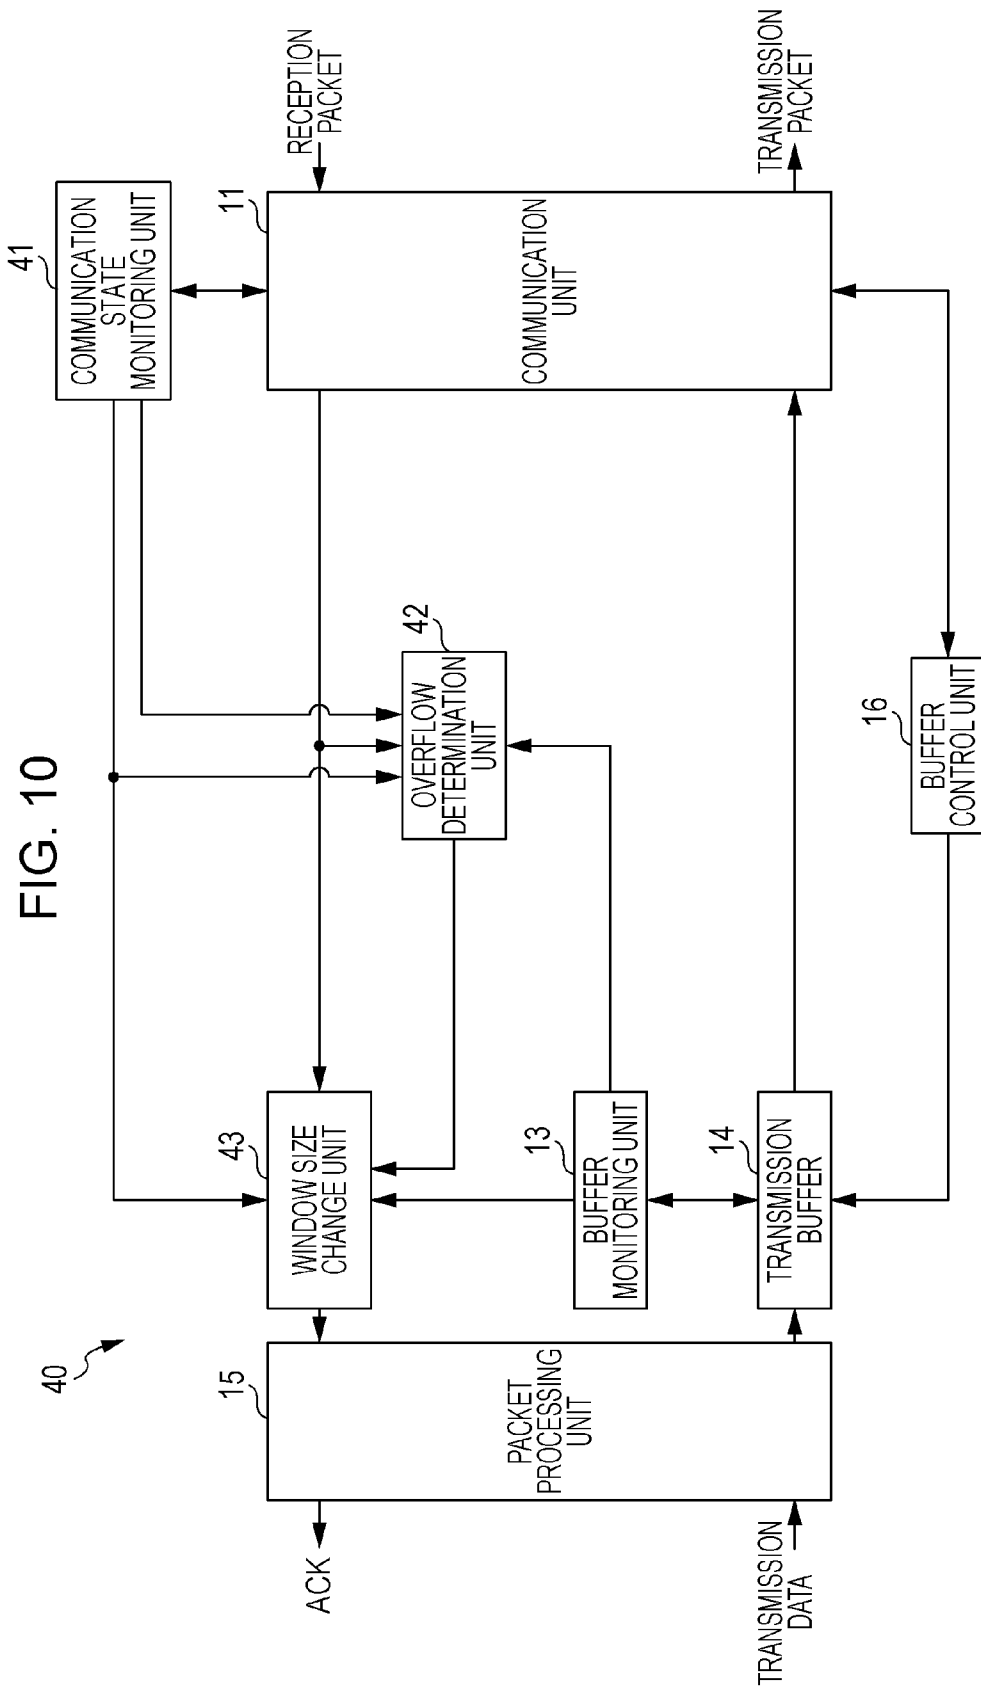 FIG. 10
40
41
COMMUNICATION
STATE
MONITORING UNIT
ACK
15
PACKET
PROCESSING
UNIT
43
WINDOW SIZE
CHANGE UNIT
42
OVERFLOW
DETERMINATION
UNIT
11
COMMUNICATION
UNIT
RECEPTION
PACKET
13
BUFFER
MONITORING UNIT
TRANSMISSION
DATA
14
TRANSMISSION
BUFFER
TRANSMISSION
PACKET
16
BUFFER
CONTROL UNIT